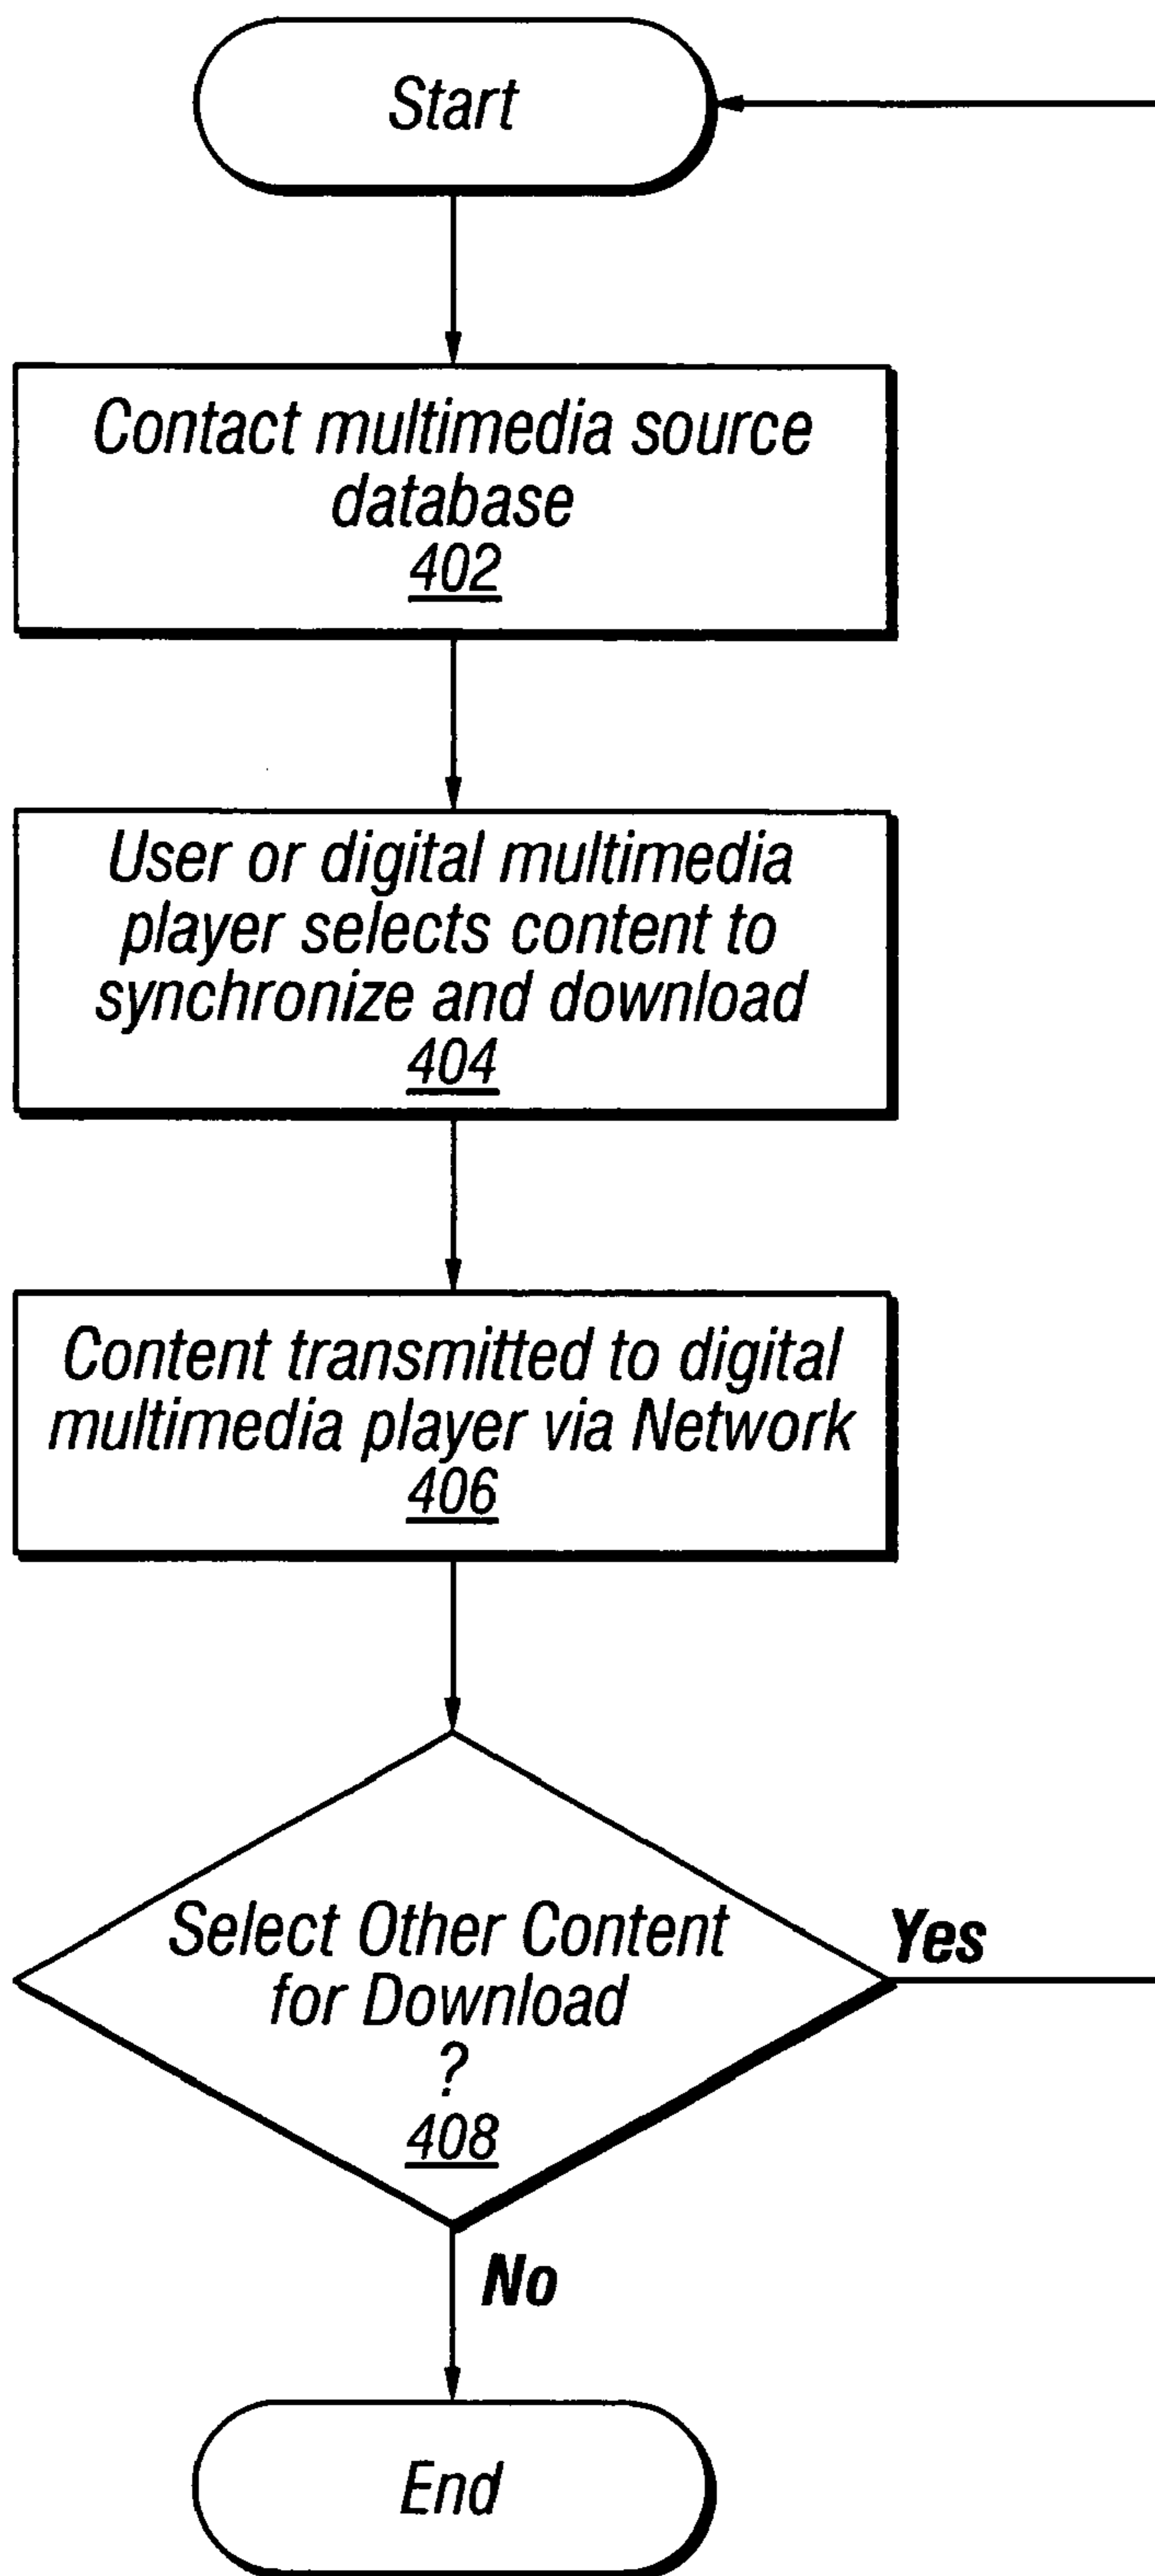 Start
Contact multimedia source
database
402
User or digital multimedia
player selects content to
synchronize and download
404
Content transmitted to digital
multimedia player via Network
406
Select Other Content
for Download
?
408
Yes
No
End